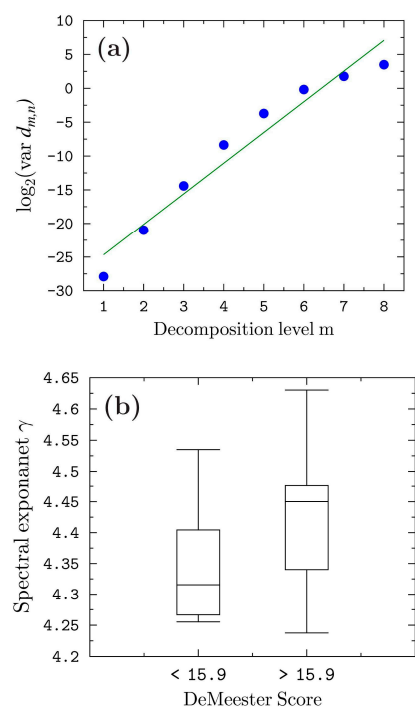 (a)
log₂(var dₘ,ₙ)
10
5
0
-5
-10
-15
-20
-25
-30
1 2 3 4 5 6 7 8
Decomposition level m
(b)
Spectral exponanet γ
4.65
4.6
4.55
4.5
4.45
4.4
4.35
4.3
4.25
4.2
< 15.9 > 15.9
DeMeester Score